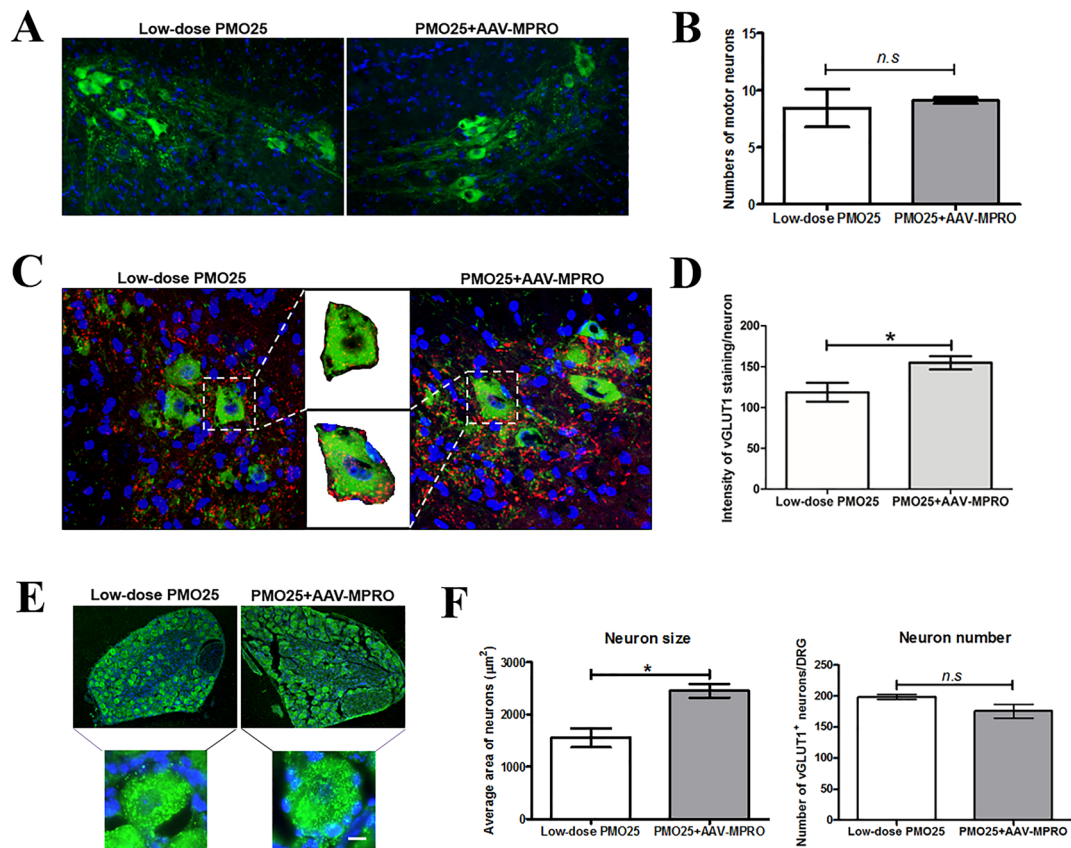 A
Low-dose PMO25
PMO25+AAV-MPRO
B
Numbers of motor neurons
15
10
5
0
n.s
Low-dose PMO25
PMO25+AAV-MPRO
C
Low-dose PMO25
PMO25+AAV-MPRO
D
Intensity of vGLUT1 staining/neuron
200
150
100
50
0
*
Low-dose PMO25
PMO25+AAV-MPRO
E
Low-dose PMO25
PMO25+AAV-MPRO
F
Neuron size
Average area of neurons (μm²)
3000
2000
1000
0
*
Low-dose PMO25
PMO25+AAV-MPRO
Neuron number
Number of vGLUT1⁺ neurons/DRG
250
200
150
100
50
0
n.s
Low-dose PMO25
PMO25+AAV-MPRO